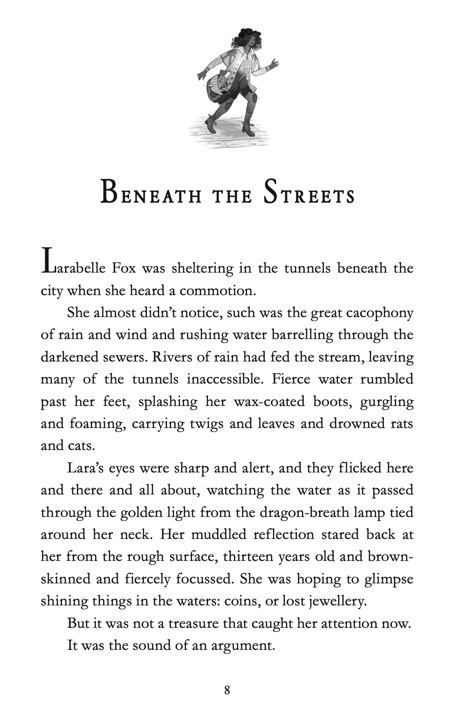 BENEATH THE STREETS
Larabelle Fox was sheltering in the tunnels beneath the
city when she heard a commotion.
She almost didn’t notice, such was the great cacophony
of rain and wind and rushing water barrelling through the
darkened sewers. Rivers of rain had fed the stream, leaving
many of the tunnels inaccessible. Fierce water rumbled
past her feet, splashing her wax-coated boots, gurgling
and foaming, carrying twigs and leaves and drowned rats
and cats.
Lara’s eyes were sharp and alert, and they flicked here
and there and all about, watching the water as it passed
through the golden light from the dragon-breath lamp tied
around her neck. Her muddled reflection stared back at
her from the rough surface, thirteen years old and brown-
skinned and fiercely focussed. She was hoping to glimpse
shining things in the waters: coins, or lost jewellery.
But it was not a treasure that caught her attention now.
It was the sound of an argument.
8